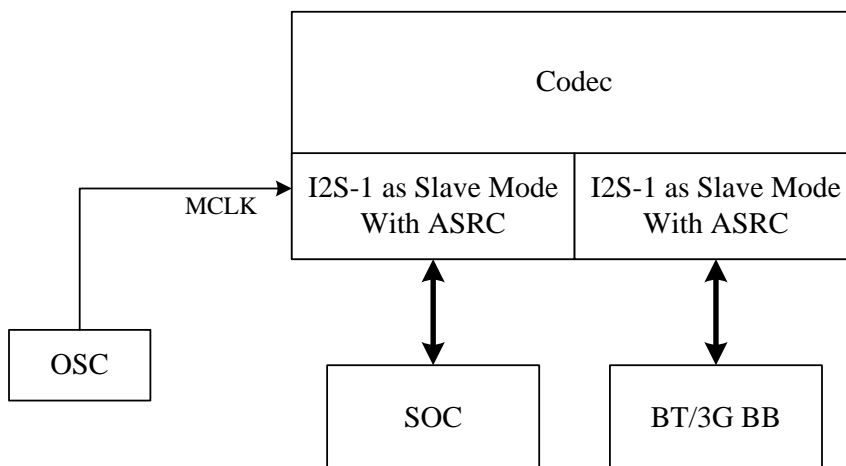 Codec
I2S-1 as Slave Mode
With ASRC
I2S-1 as Slave Mode
With ASRC
MCLK
OSC
SOC
BT/3G BB